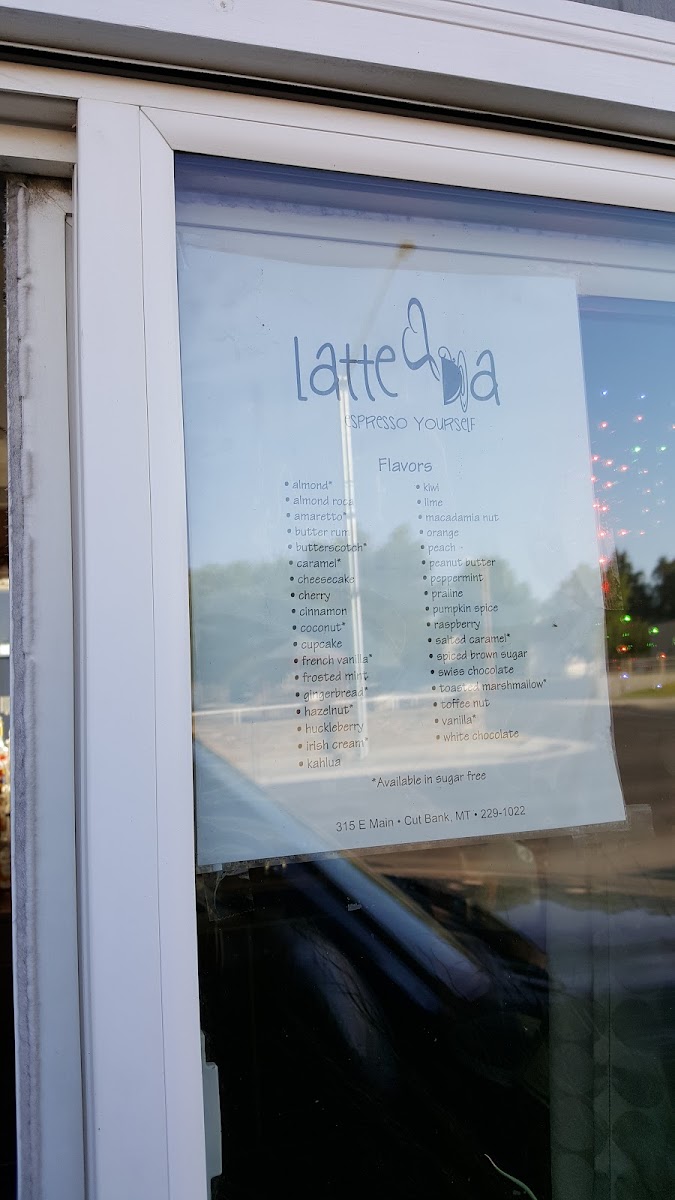 Latte Da
ESPRESSO YOURSELF
Flavors
• almond*
• almond roca
• amaretto*
• butter rum
• butterscotch*
• caramel*
• cheesecake
• cherry
• cinnamon
• coconut*
• cupcake
• french vanilla*
• frosted mint
• gingerbread*
• hazelnut*
• huckleberry
• irish cream*
• kahlua
• kiwi
• lime
• macadamia nut
• orange
• peach
• peanut butter
• peppermint
• praline
• pumpkin spice
• raspberry
• salted caramel*
• spiced brown sugar
• swiss chocolate
• toasted marshmallow*
• toffee nut
• vanilla*
• white chocolate
*Available in sugar free
315 E Main • Cut Bank, MT • 229-1022